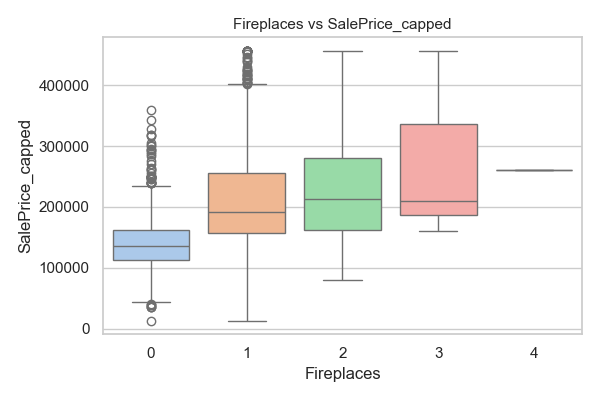 Fireplaces vs SalePrice_capped
SalePrice_capped
400000
300000
200000
100000
0
0 1 2 3 4
Fireplaces